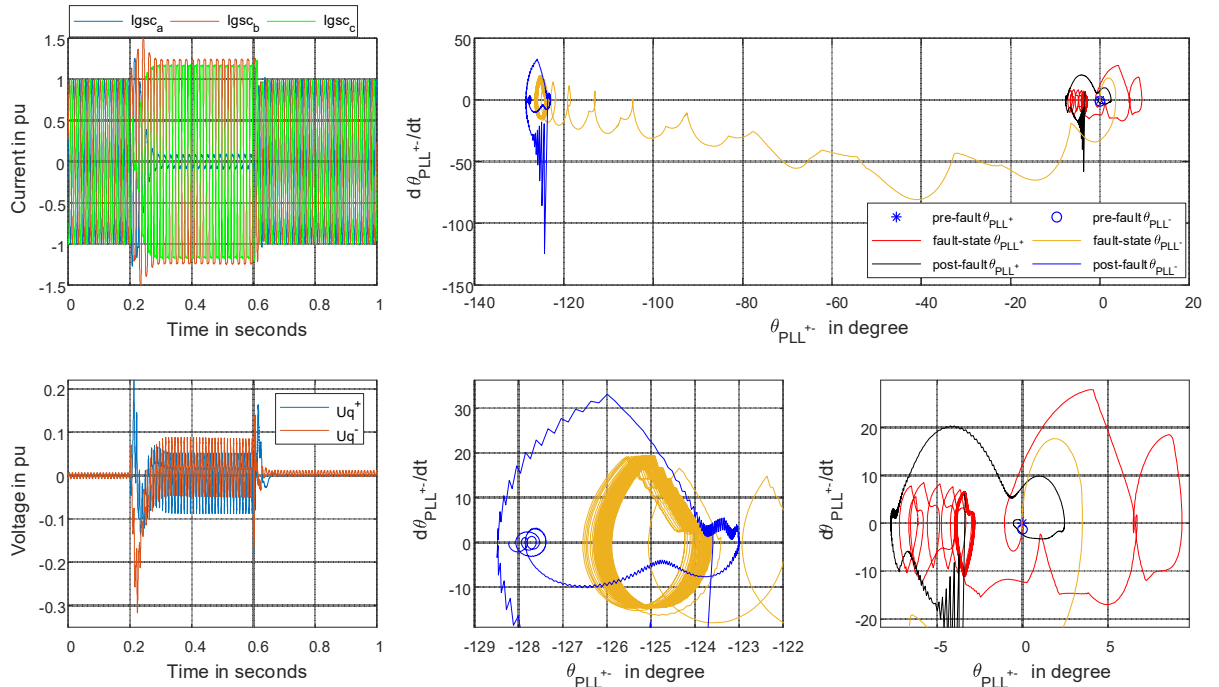 Igsc_a Igsc_b Igsc_c
Current in pu
1.5
1
0.5
0
-0.5
-1
-1.5
0 0.2 0.4 0.6 0.8 1
Time in seconds
dθ_PLL^+-/dt
50
0
-50
-100
-150
-140 -120 -100 -80 -60 -40 -20 0 20
θ_PLL^+- in degree
pre-fault θ_PLL^+ pre-fault θ_PLL^-
fault-state θ_PLL^+ fault-state θ_PLL^-
post-fault θ_PLL^+ post-fault θ_PLL^-
Voltage in pu
0.2
0.1
0
-0.1
-0.2
-0.3
0 0.2 0.4 0.6 0.8 1
Time in seconds
Uq^+
Uq^-
dθ_PLL^+-/dt
30
20
10
0
-10
-129 -128 -127 -126 -125 -124 -123 -122
θ_PLL^+- in degree
dθ_PLL^+-/dt
20
10
0
-10
-20
-5 0 5
θ_PLL^+- in degree